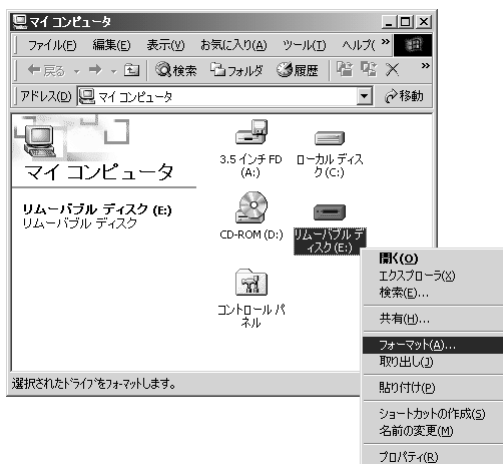 マイ コンピュータ
ファイル(F) 編集(E) 表示(V) お気に入り(A) ツール(T) ヘルプ( »
戻る 検索 フォルダ 履歴 »
アドレス(D) マイ コンピュータ 移動
マイ コンピュータ
リムーバブル ディスク (E:)
リムーバブル ディスク
3.5 インチ FD
(A:)
ローカル ディス
ク(C:)
CD-ROM (D:)
リムーバブル デ
ィスク(E:)
コントロール パ
ネル
選択されたドライブをフォーマットします。
開く(O)
エクスプローラ(X)
検索(E)...
共有(H)...
フォーマット(A)...
取り出し(J)
貼り付け(P)
ショートカットの作成(S)
名前の変更(M)
プロパティ(R)